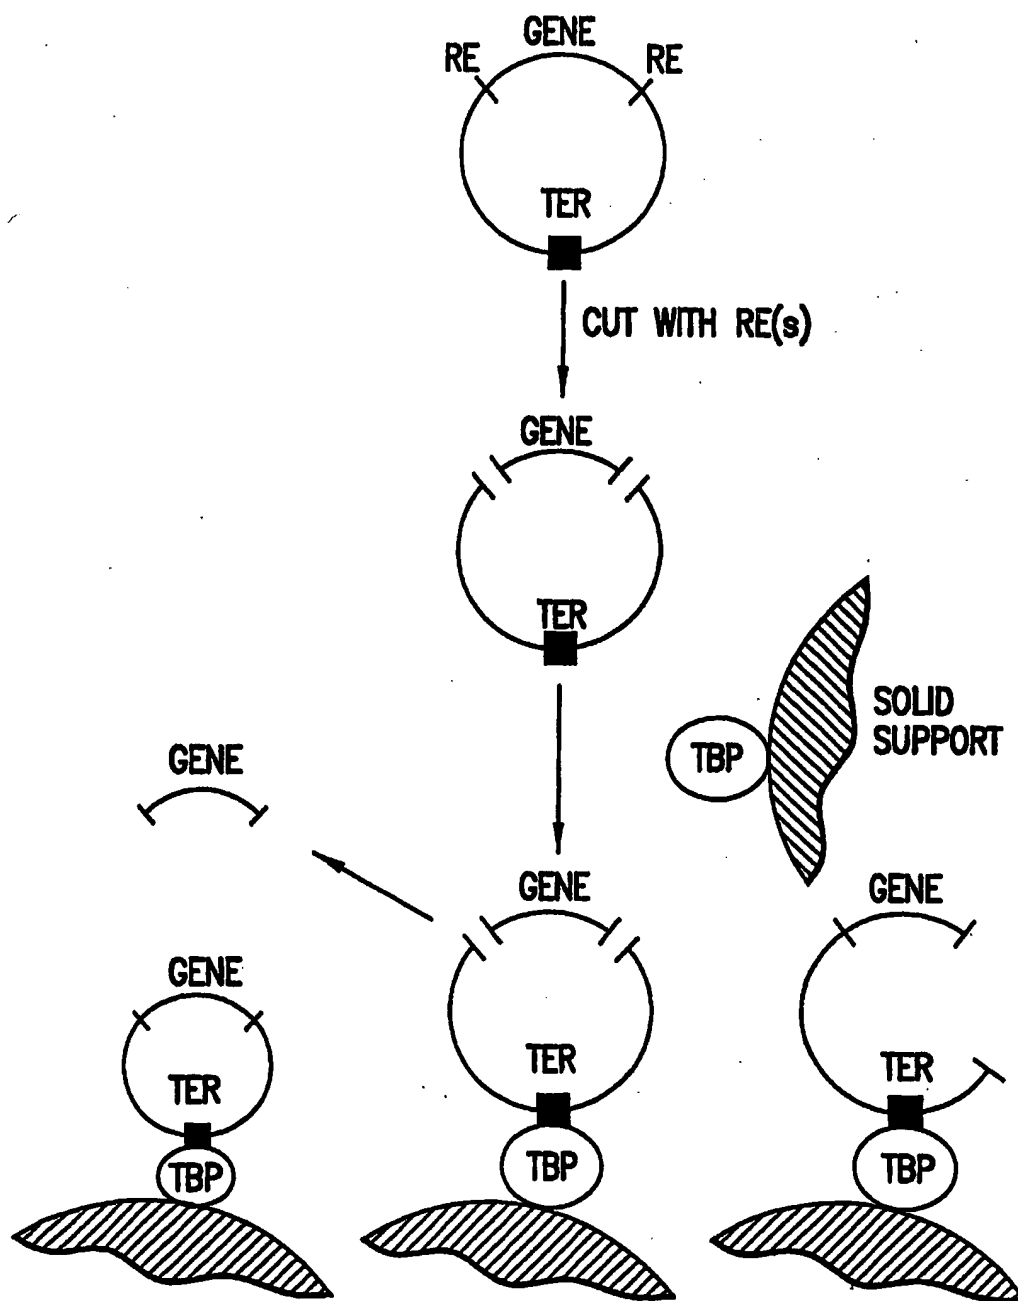 GENE
RE
RE
TER
CUT WITH RE(s)
GENE
TER
SOLID
SUPPORT
TBP
GENE
GENE
GENE
GENE
TER
TER
TER
TBP
TBP
TBP